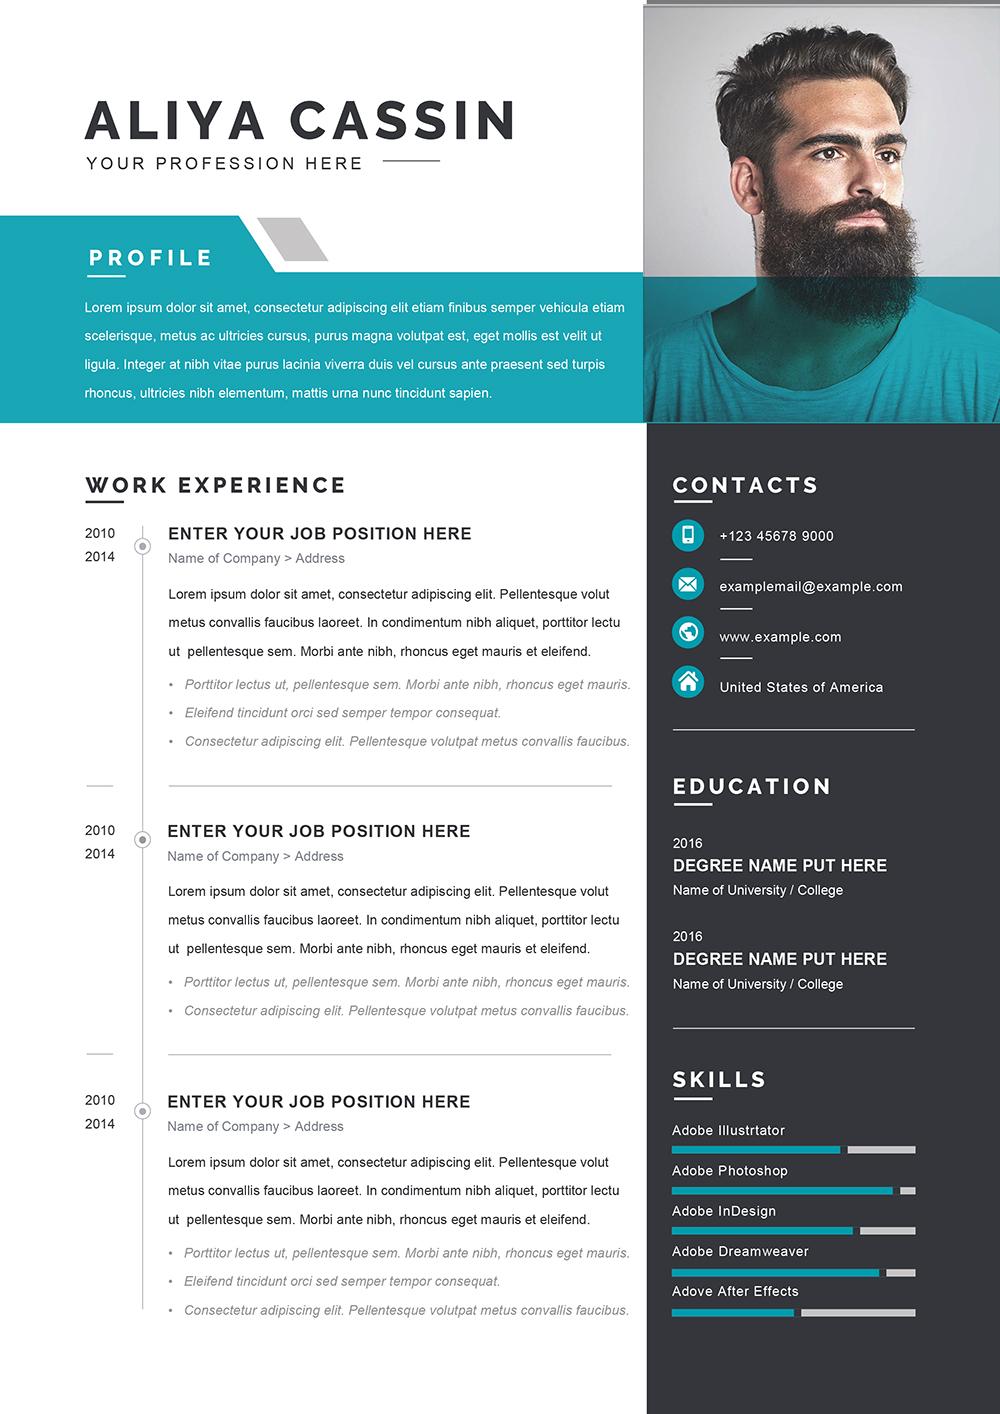 ALIYA CASSIN
YOUR PROFESSION HERE
PROFILE
Lorem ipsum dolor sit amet, consectetur adipiscing elit etiam finibus semper vehicula etiam
scelerisque, metus ac ultricies cursus, purus magna volutpat est, eget mollis est velit ut
ligula. Integer at nibh vitae purus lacinia viverra duis vel cursus ante praesent sed turpis
rhoncus, ultricies nibh elementum, mattis urna nunc tincidunt sapien.
WORK EXPERIENCE
2010
2014
ENTER YOUR JOB POSITION HERE
Name of Company > Address
Lorem ipsum dolor sit amet, consectetur adipiscing elit. Pellentesque volut
metus convallis faucibus laoreet. In condimentum nibh aliquet, porttitor lectu
ut pellentesque sem. Morbi ante nibh, rhoncus eget mauris et eleifend.
• Porttitor lectus ut, pellentesque sem. Morbi ante nibh, rhoncus eget mauris.
• Eleifend tincidunt orci sed semper tempor consequat.
• Consectetur adipiscing elit. Pellentesque volutpat metus convallis faucibus.
2010
2014
ENTER YOUR JOB POSITION HERE
Name of Company > Address
Lorem ipsum dolor sit amet, consectetur adipiscing elit. Pellentesque volut
metus convallis faucibus laoreet. In condimentum nibh aliquet, porttitor lectu
ut pellentesque sem. Morbi ante nibh, rhoncus eget mauris et eleifend.
• Porttitor lectus ut, pellentesque sem. Morbi ante nibh, rhoncus eget mauris.
• Consectetur adipiscing elit. Pellentesque volutpat metus convallis faucibus.
2010
2014
ENTER YOUR JOB POSITION HERE
Name of Company > Address
Lorem ipsum dolor sit amet, consectetur adipiscing elit. Pellentesque volut
metus convallis faucibus laoreet. In condimentum nibh aliquet, porttitor lectu
ut pellentesque sem. Morbi ante nibh, rhoncus eget mauris et eleifend.
• Porttitor lectus ut, pellentesque sem. Morbi ante nibh, rhoncus eget mauris.
• Eleifend tincidunt orci sed semper tempor consequat.
• Consectetur adipiscing elit. Pellentesque volutpat metus convallis faucibus.
CONTACTS
+123 45678 9000
examplemail@example.com
www.example.com
United States of America
EDUCATION
2016
DEGREE NAME PUT HERE
Name of University / College
2016
DEGREE NAME PUT HERE
Name of University / College
SKILLS
Adobe Illustrtator
Adobe Photoshop
Adobe InDesign
Adobe Dreamweaver
Adove After Effects